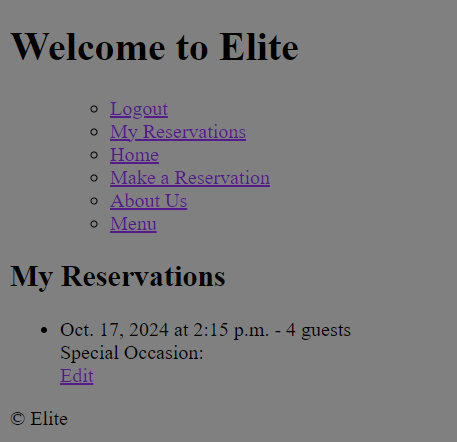 Welcome to Elite
Logout
My Reservations
Home
Make a Reservation
About Us
Menu
My Reservations
Oct. 17, 2024 at 2:15 p.m. - 4 guests
Special Occasion:
Edit
© Elite